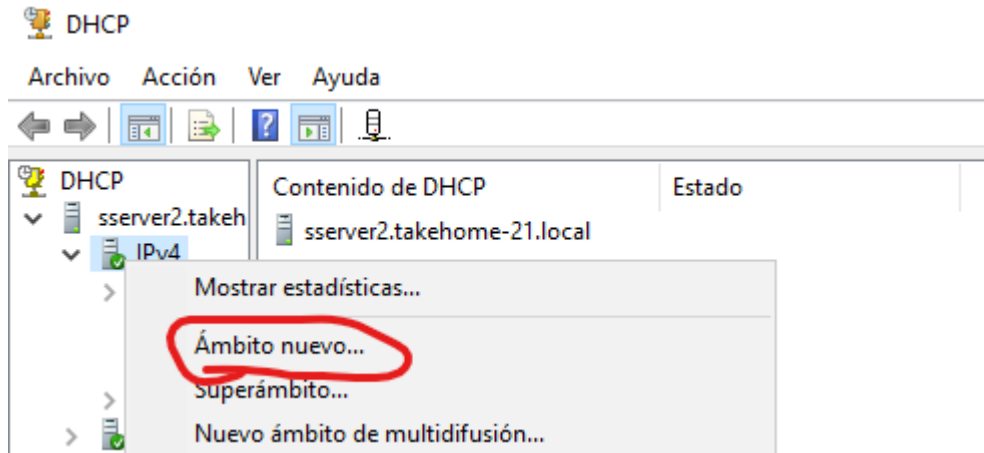 DHCP
Archivo Acción Ver Ayuda
DHCP
sserver2.takeh
IPv4
Contenido de DHCP Estado
sserver2.takehome-21.local
Mostrar estadísticas...
Ámbito nuevo...
Superámbito...
Nuevo ámbito de multidifusión...